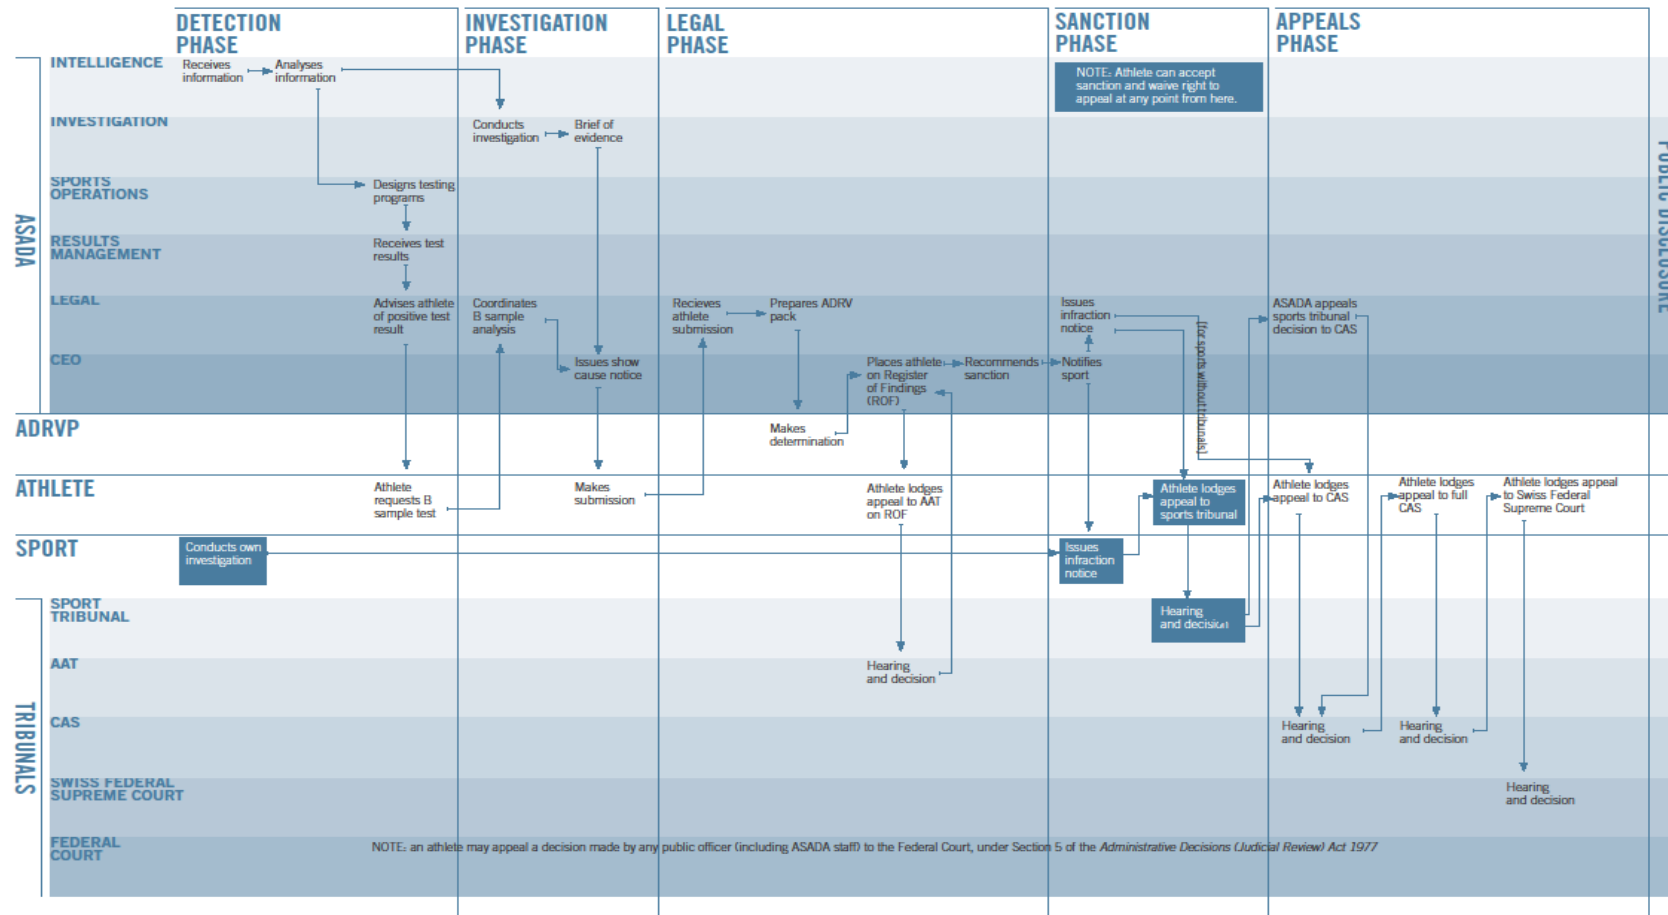 DETECTION
PHASE
INVESTIGATION
PHASE
LEGAL
PHASE
SANCTION
PHASE
APPEALS
PHASE
ASADA
INTELLIGENCE
Receives
information
Analyses
information
NOTE: Athlete can accept
sanction and waive right to
appeal at any point from here.
INVESTIGATION
Conducts
investigation
Brief of
evidence
SPORTS
OPERATIONS
Designs testing
programs
RESULTS
MANAGEMENT
Receives test
results
LEGAL
Advises athlete
of positive test
result
Coordinates
B sample
analysis
Recieves
athlete
submission
Prepares ADRV
pack
Issues
infraction
notice
(for sports without tribunals)
ASADA appeals
sports tribunal
decision to CAS
CEO
Issues show
cause notice
Places athlete
on Register
of Findings
(ROF)
Recommends
sanction
Notifies
sport
PUBLIC DISCLOSURE
ADRVP
Makes
determination
ATHLETE
Athlete
requests B
sample test
Makes
submission
Athlete lodges
appeal to AAT
on ROF
Athlete lodges
appeal to
sports tribunal
Athlete lodges
appeal to CAS
Athlete lodges
appeal to full
CAS
Athlete lodges appeal
to Swiss Federal
Supreme Court
SPORT
Conducts own
investigation
Issues
infraction
notice
TRIBUNALS
SPORT
TRIBUNAL
Hearing
and decision
AAT
Hearing
and decision
CAS
Hearing
and decision
Hearing
and decision
SWISS FEDERAL
SUPREME COURT
Hearing
and decision
FEDERAL
COURT
NOTE: an athlete may appeal a decision made by any public officer (including ASADA staff) to the Federal Court, under Section 5 of the Administrative Decisions (Judicial Review) Act 1977